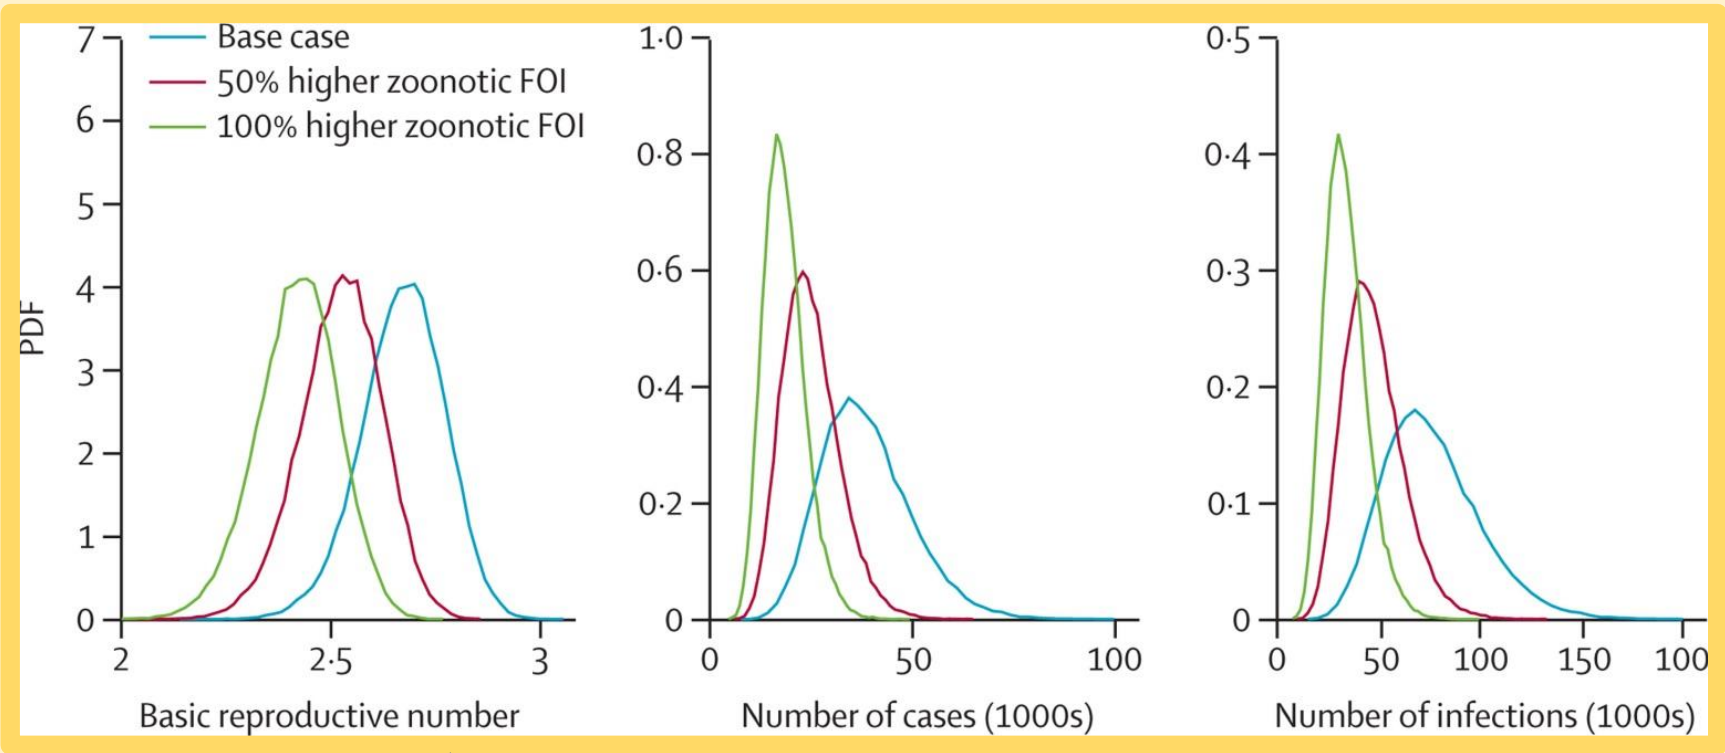 7
6
5
4
3
2
1
0
PDF
Base case
50% higher zoonotic FOI
100% higher zoonotic FOI
2 2·5 3
Basic reproductive number
1·0
0·8
0·6
0·4
0·2
0
0 50 100
Number of cases (1000s)
0·5
0·4
0·3
0·2
0·1
0
0 50 100 150 100
Number of infections (1000s)